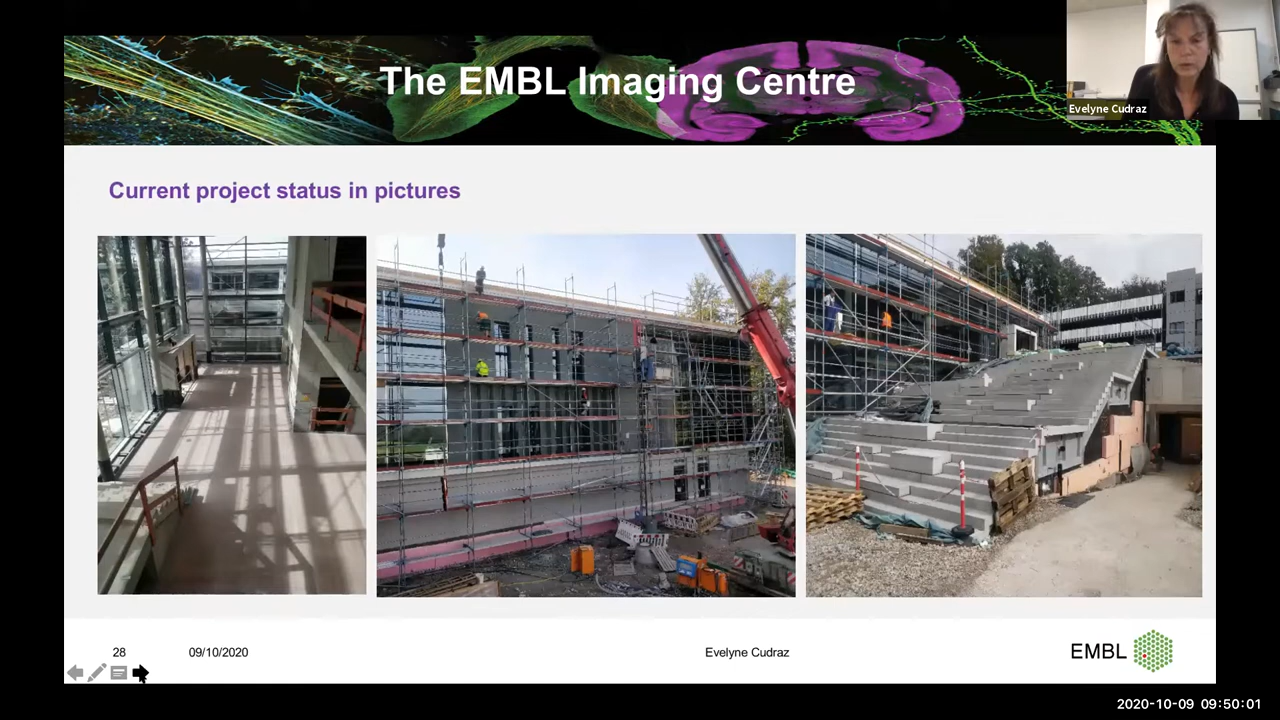 The EMBL Imaging Centre
Evelyne Cudraz
Current project status in pictures
28
09/10/2020
Evelyne Cudraz
EMBL
2020-10-09 09:50:01